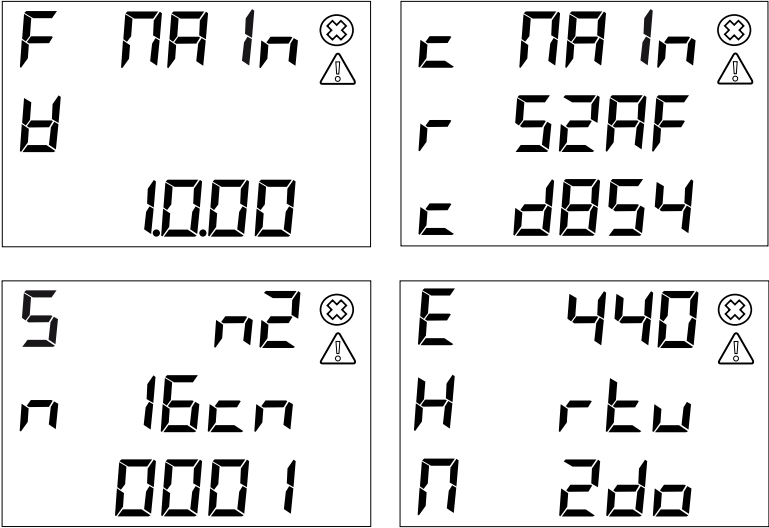 F MAIn
W
1.0.00
c MAIn
r 52AF
c d854
S n2
n 16cn
0001
E 440
H rtu
M 2do